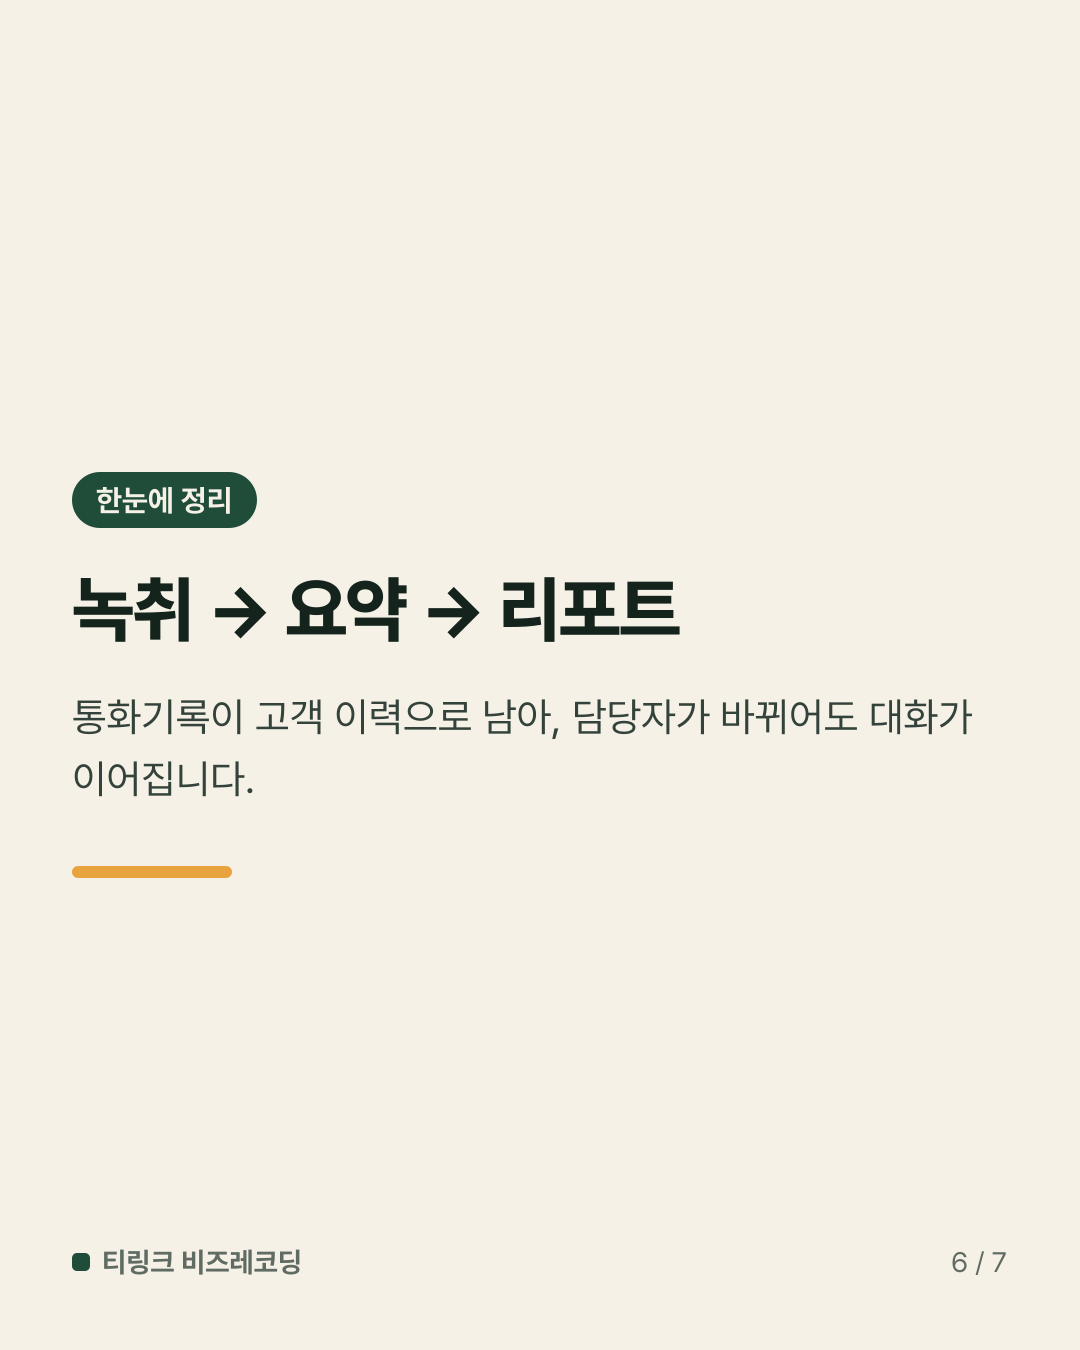 한눈에 정리
녹취 → 요약 → 리포트
통화기록이 고객 이력으로 남아, 담당자가 바뀌어도 대화가
이어집니다.
티링크 비즈레코딩
6 / 7